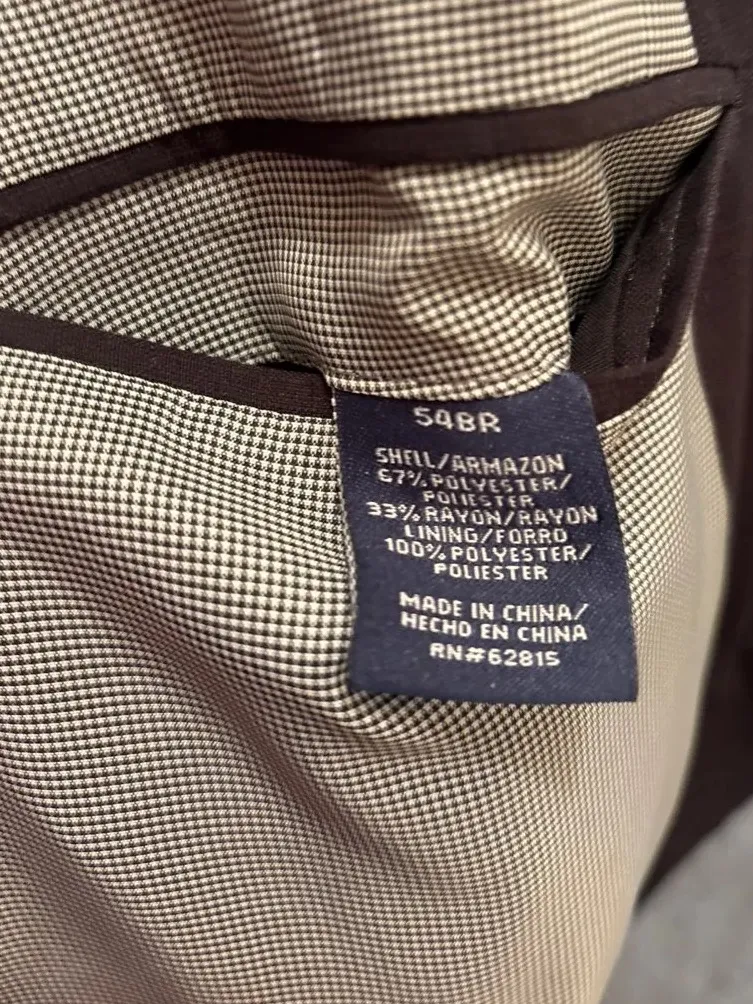 54BR
SHELL/ARMAZON
67% POLYESTER/
POLIESTER
33% RAYON/RAYON
LINING/FORRO
100% POLYESTER/
POLIESTER
MADE IN CHINA/
HECHO EN CHINA
RN#62815